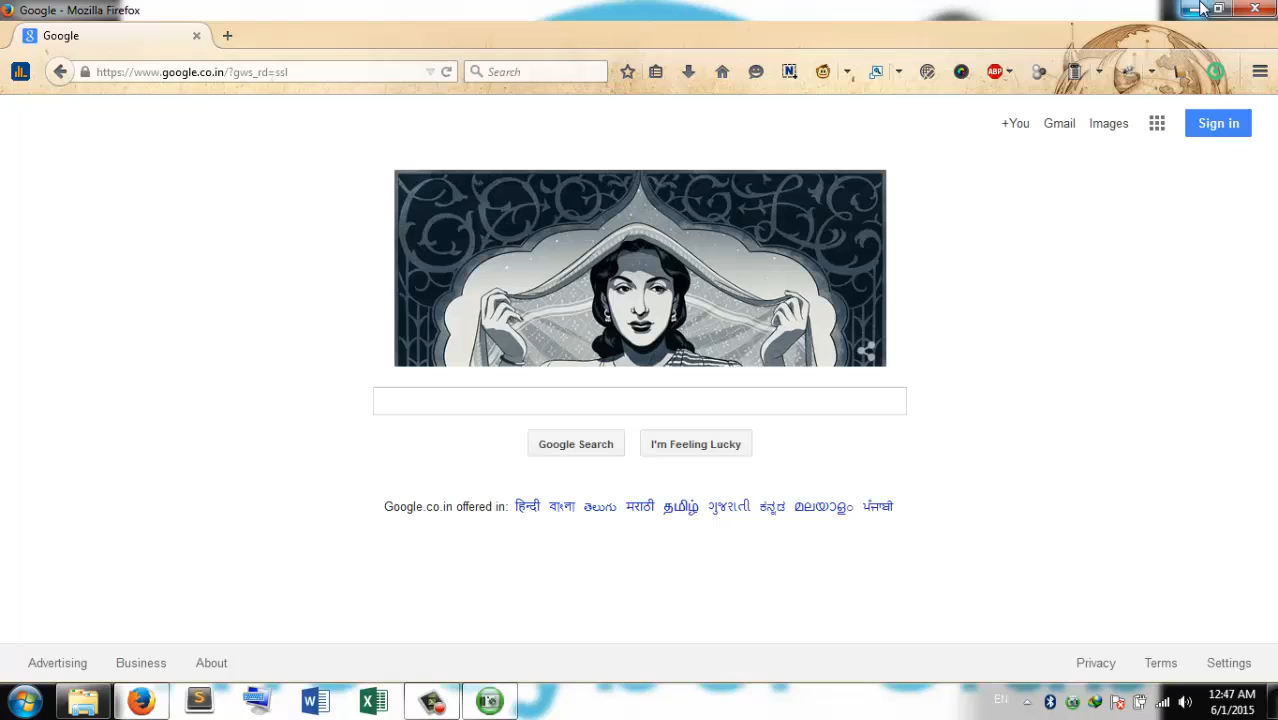 Google - Mozilla Firefox
Google
https://www.google.co.in/?gws_rd=ssl
Search
ABP
+You Gmail Images Sign in
Google Search I'm Feeling Lucky
Google.co.in offered in: हिन्दी বাংলা తెలుగు मराठी தமிழ் ગુજરાતી ಕನ್ನಡ മലയാളം ਪੰਜਾਬੀ
Advertising Business About Privacy Terms Settings
EN
12:47 AM
6/1/2015